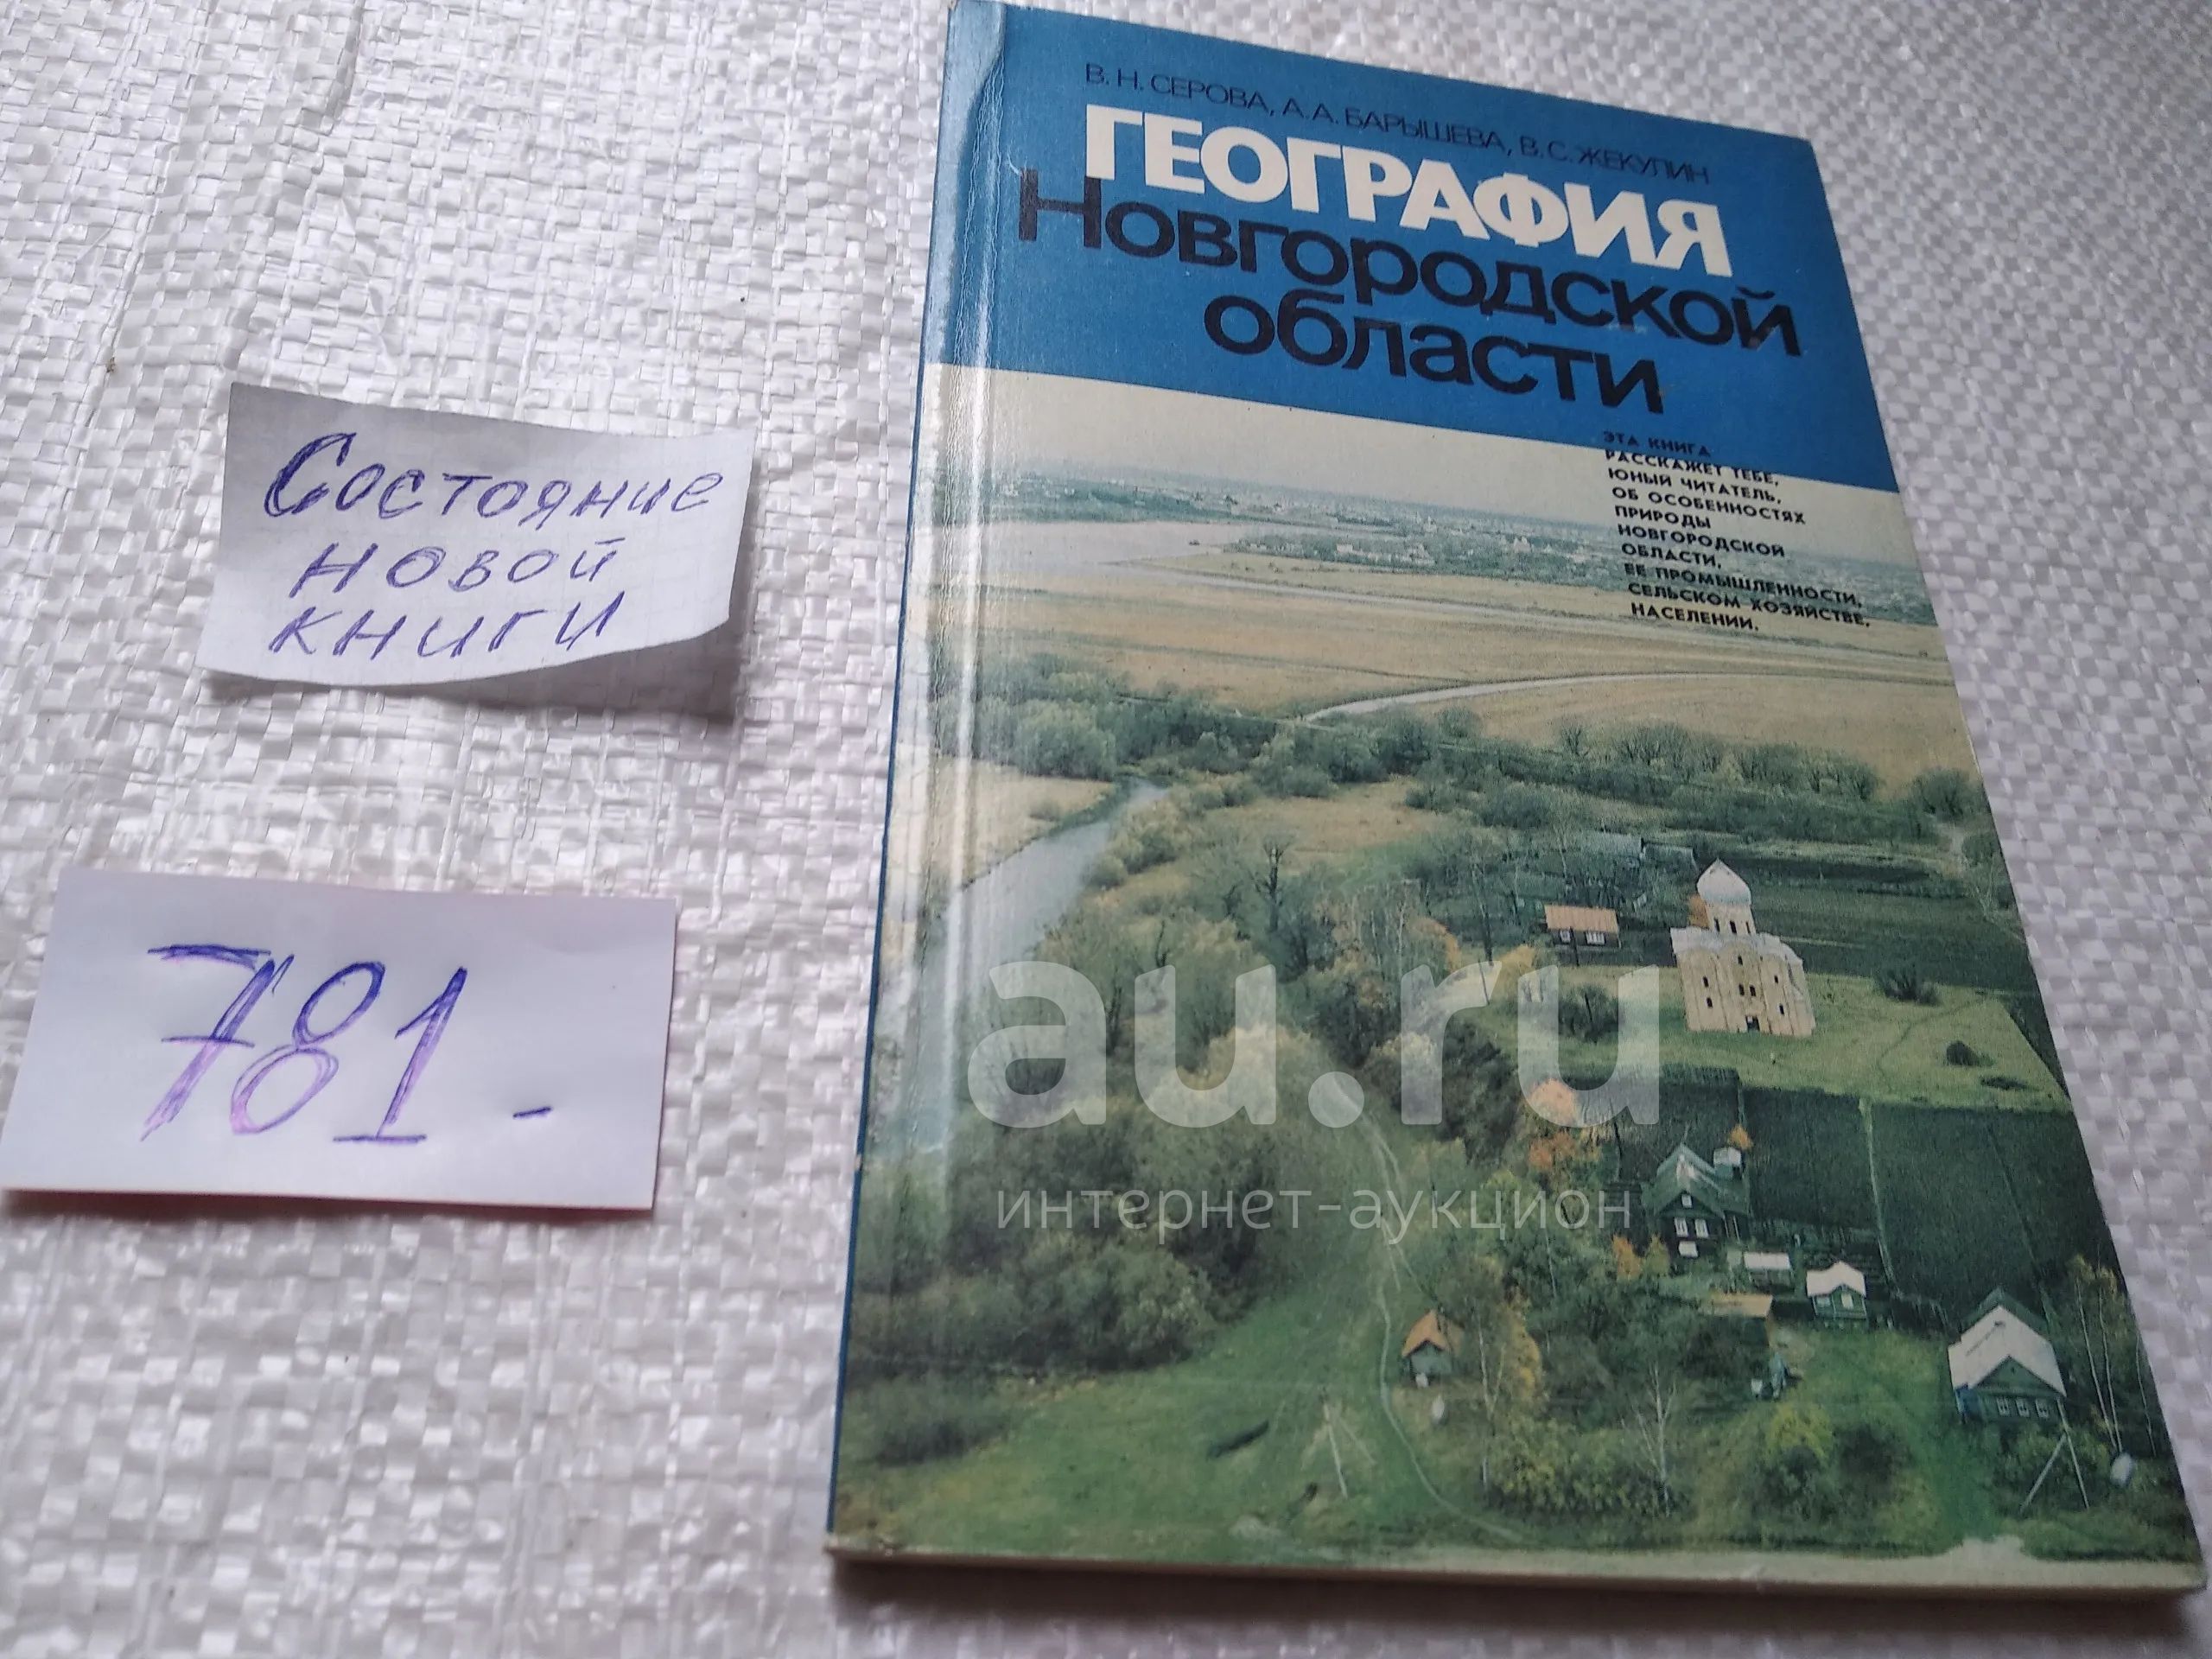 В. Н. СЕРОВА, А. А. БАРЫШЕВА, В. С. ЖЕКУЛИН
ГЕОГРАФИЯ
Новгородской
области
ЭТА КНИГА
РАССКАЖЕТ ТЕБЕ,
ЮНЫЙ ЧИТАТЕЛЬ,
ОБ ОСОБЕННОСТЯХ
ПРИРОДЫ
НОВГОРОДСКОЙ
ОБЛАСТИ,
ЕЕ ПРОМЫШЛЕННОСТИ,
СЕЛЬСКОМ ХОЗЯЙСТВЕ,
НАСЕЛЕНИИ.
Состояние
новой
книги
781-
au.ru
интернет-аукцион